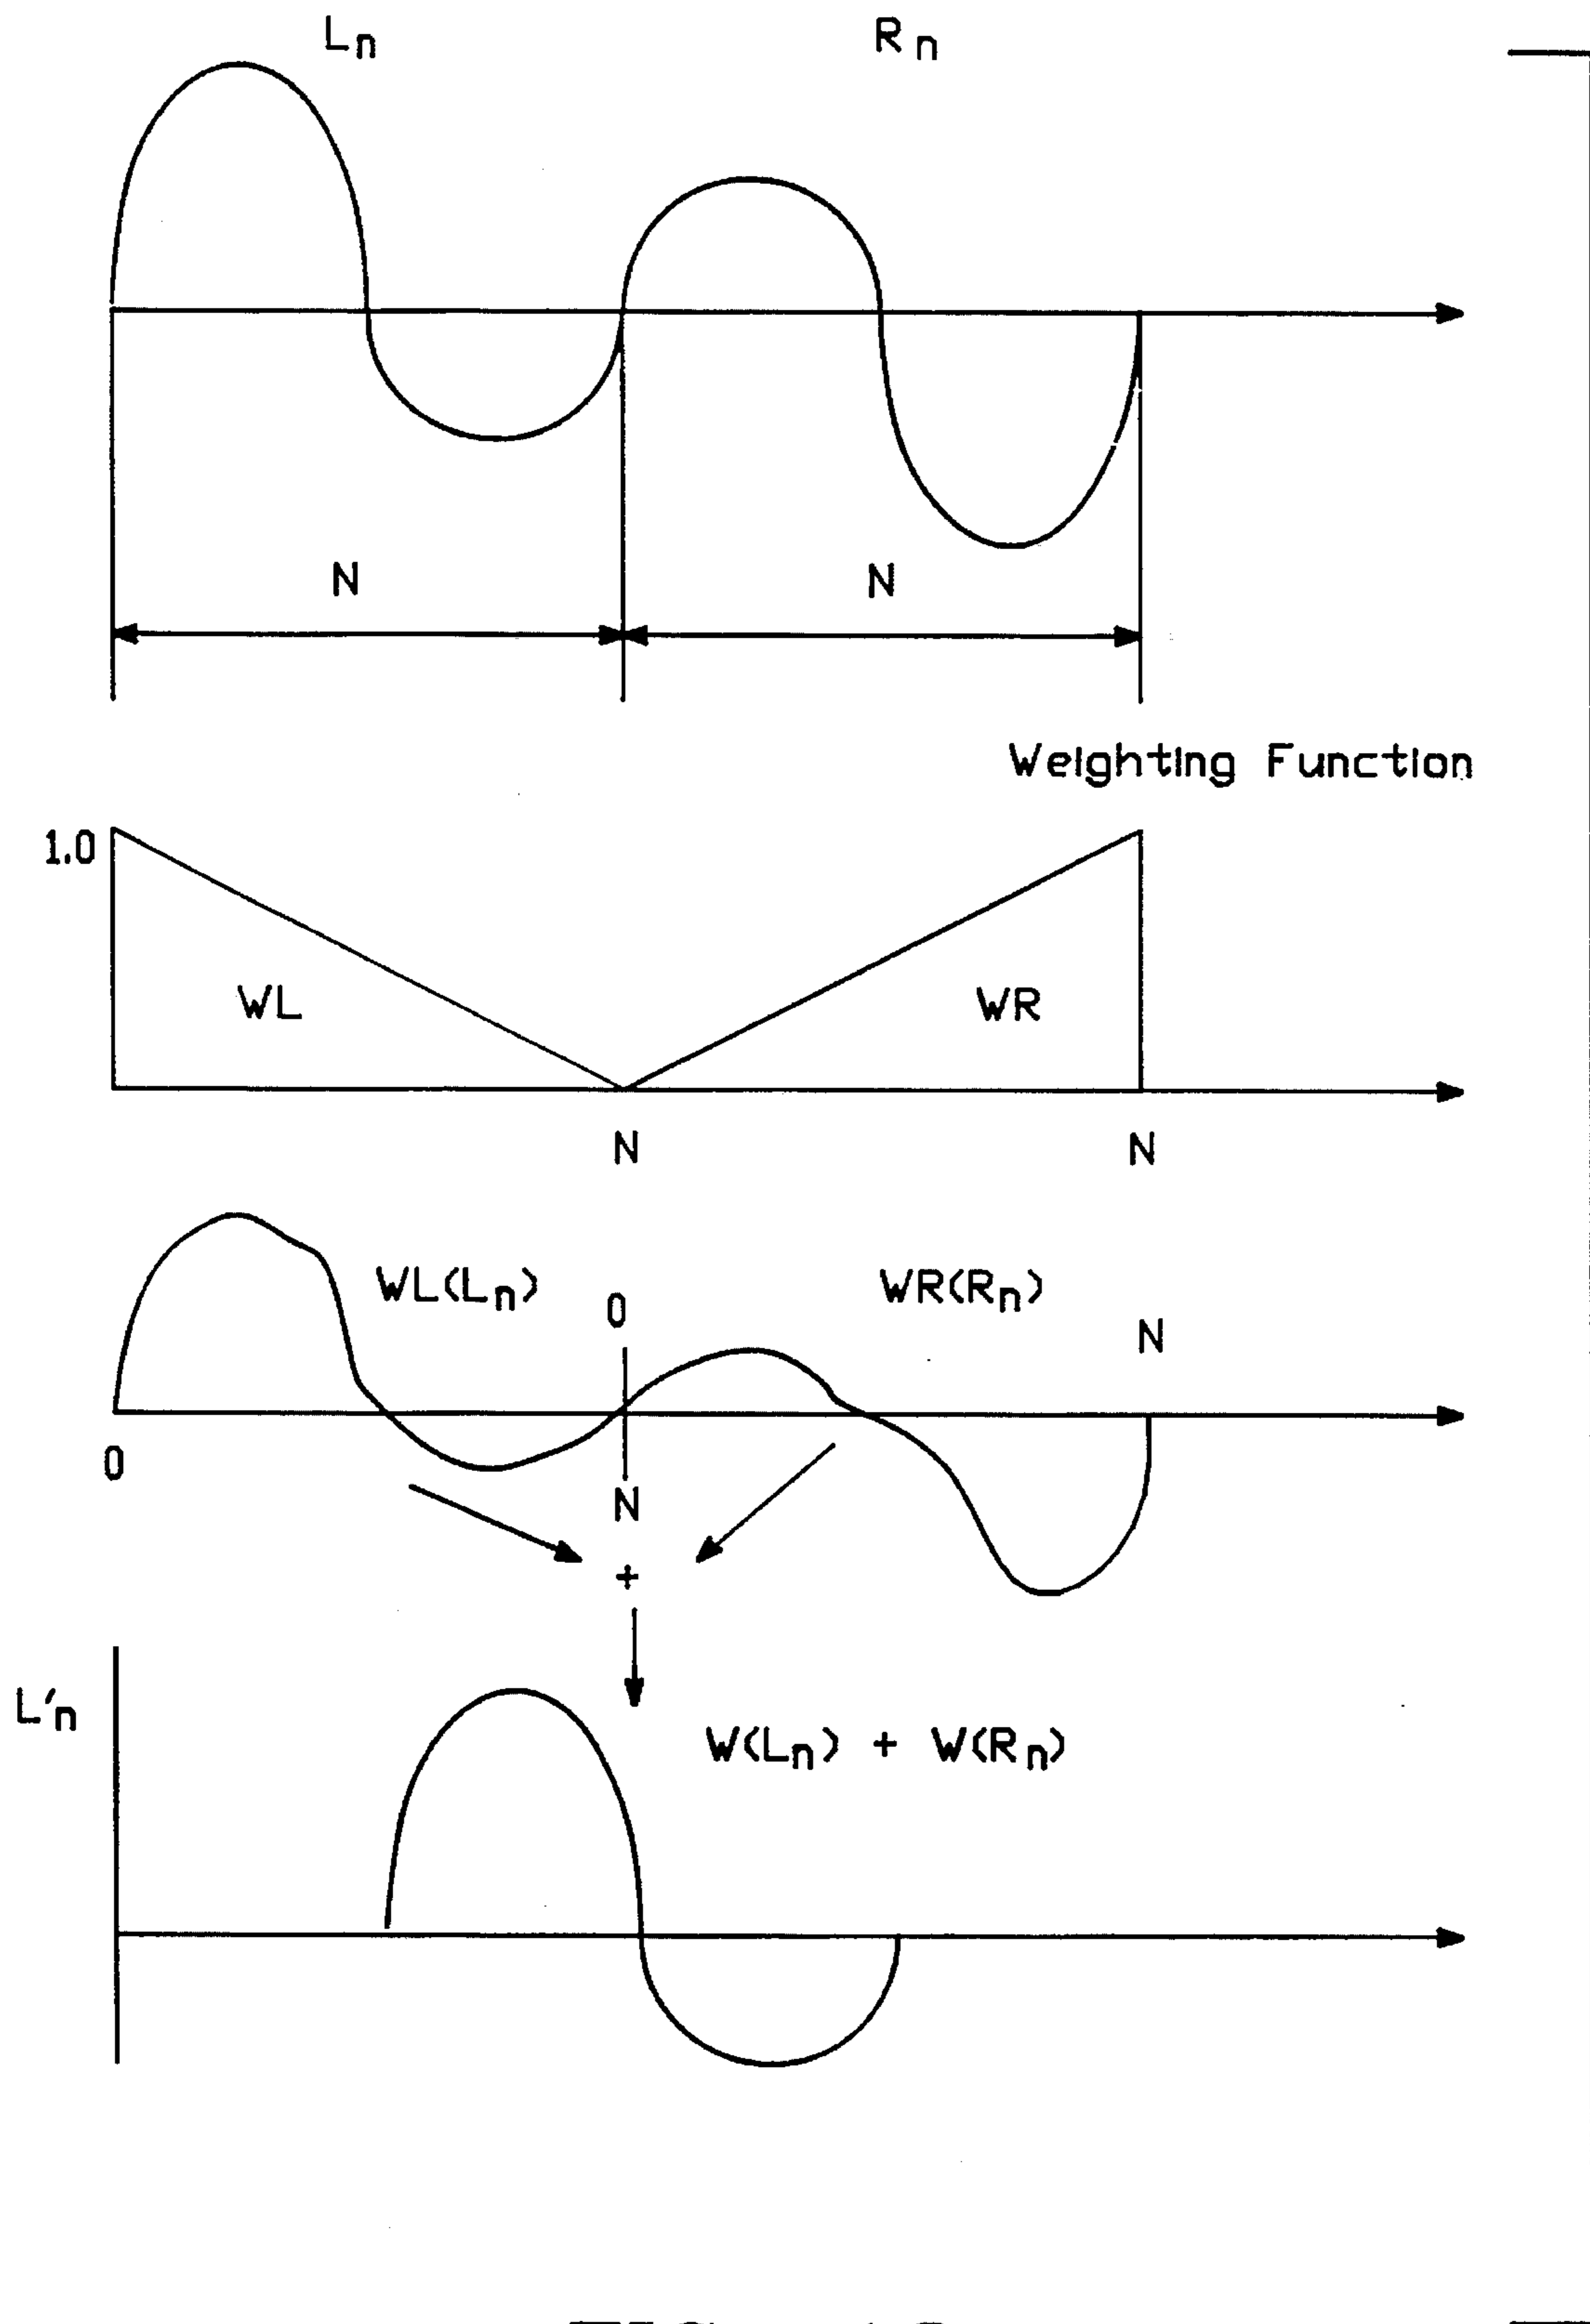 Ln Rn
N N
Weighting Function
1.0
WL WR
N N
WL(Ln) 0 WR(Rn) N
0
N
+
L'n
W(Ln) + W(Rn)